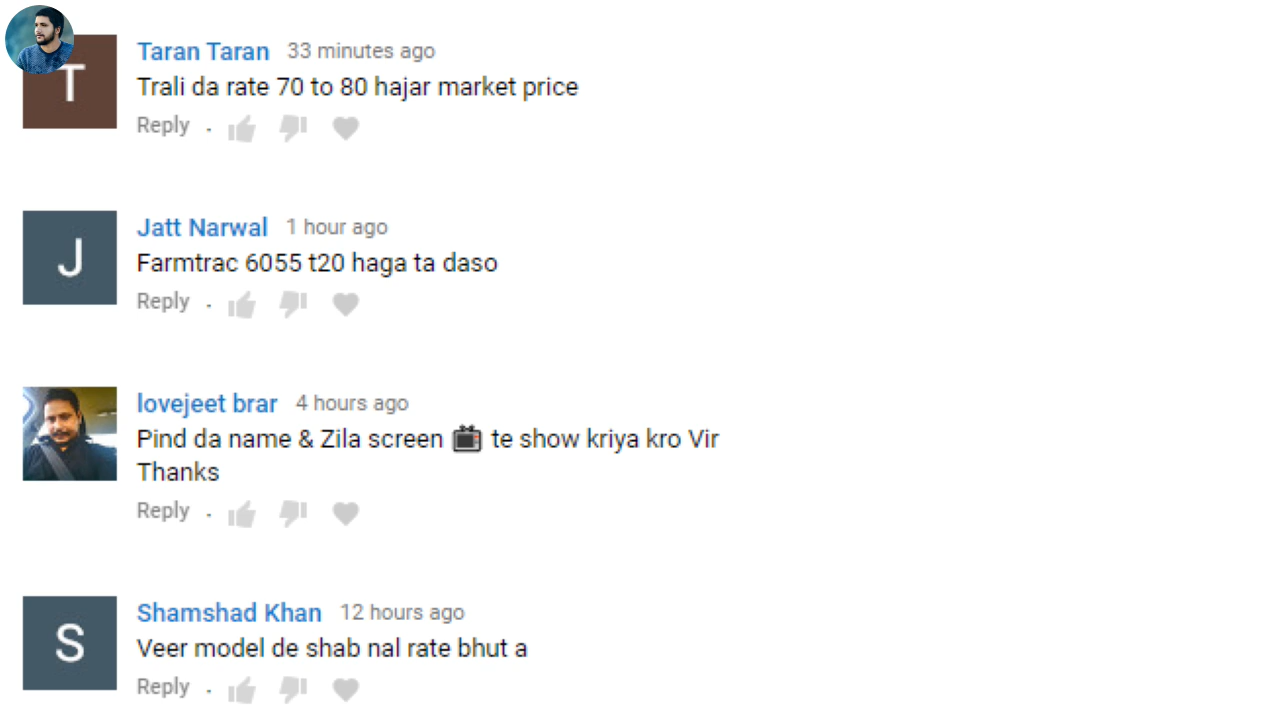 T
Taran Taran 33 minutes ago
Trali da rate 70 to 80 hajar market price
Reply .
J
Jatt Narwal 1 hour ago
Farmtrac 6055 t20 haga ta daso
Reply .
lovejeet brar 4 hours ago
Pind da name & Zila screen 📺 te show kriya kro Vir
Thanks
Reply .
S
Shamshad Khan 12 hours ago
Veer model de shab nal rate bhut a
Reply .